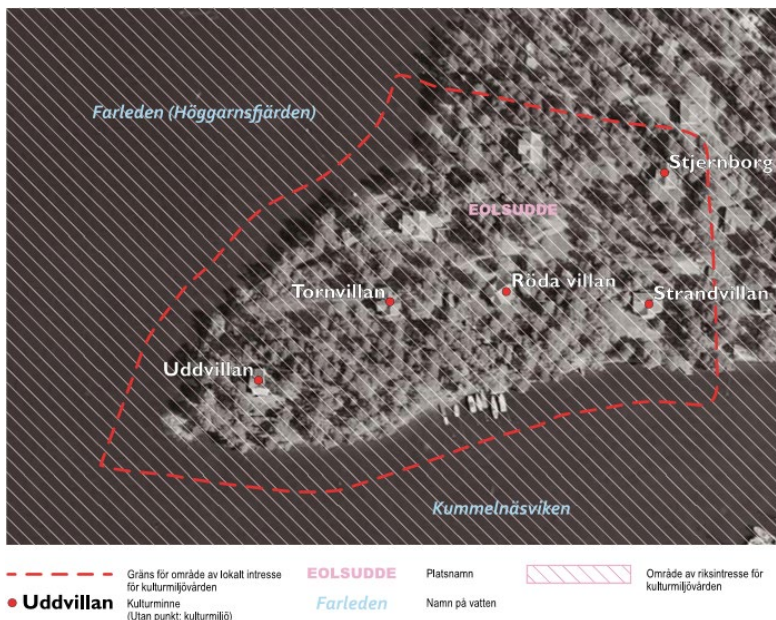 Farleden (Höggarnsfjärden)
Stjernborg
EOLSUDDE
Tornvillan
Röda villan
Strandvillan
Uddvillan
Kummelnäsviken
Gräns för område av lokalt intresse
för kulturmiljövården
EOLSUDDE
Platsnamn
Område av riksintresse för
kulturmiljövården
Uddvillan
Kulturminne
(Utan punkt: kulturmiljö)
Farleden
Namn på vatten